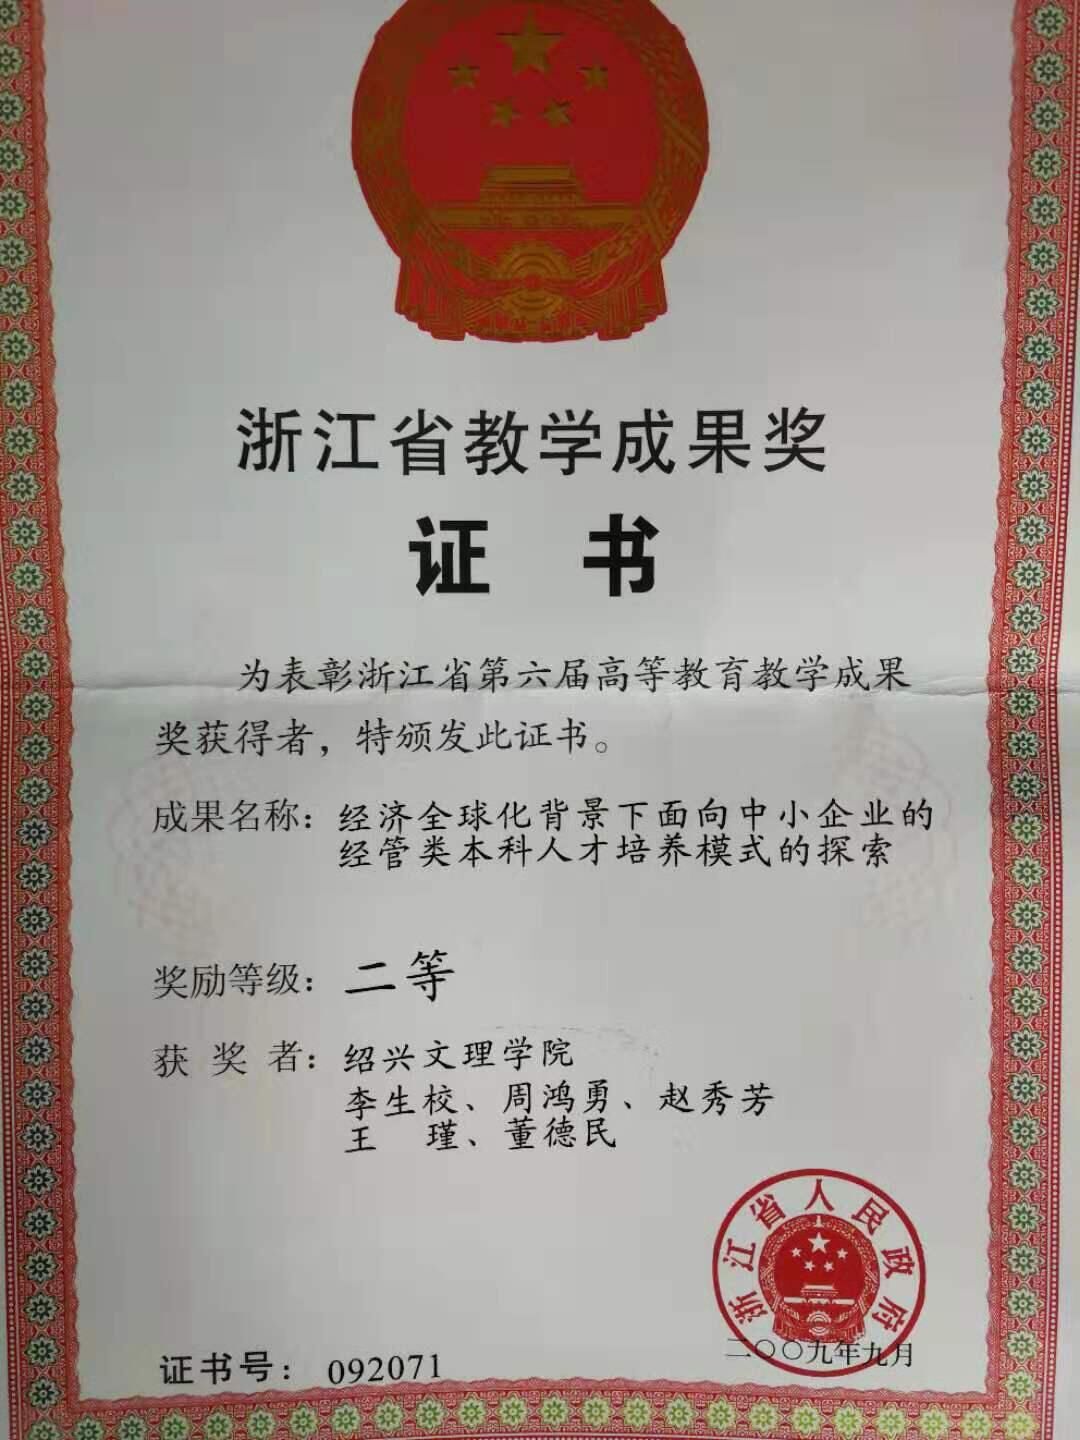 浙江省教学成果奖
证 书
为表彰浙江省第六届高等教育教学成果
奖获得者，特颁发此证书。
成果名称：经济全球化背景下面向中小企业的
经管类本科人才培养模式的探索
奖励等级：二等
获 奖 者：绍兴文理学院
李生校、周鸿勇、赵秀芳
王 瑾、董德民
浙江省人民政府
二〇〇九年九月
证书号：092071